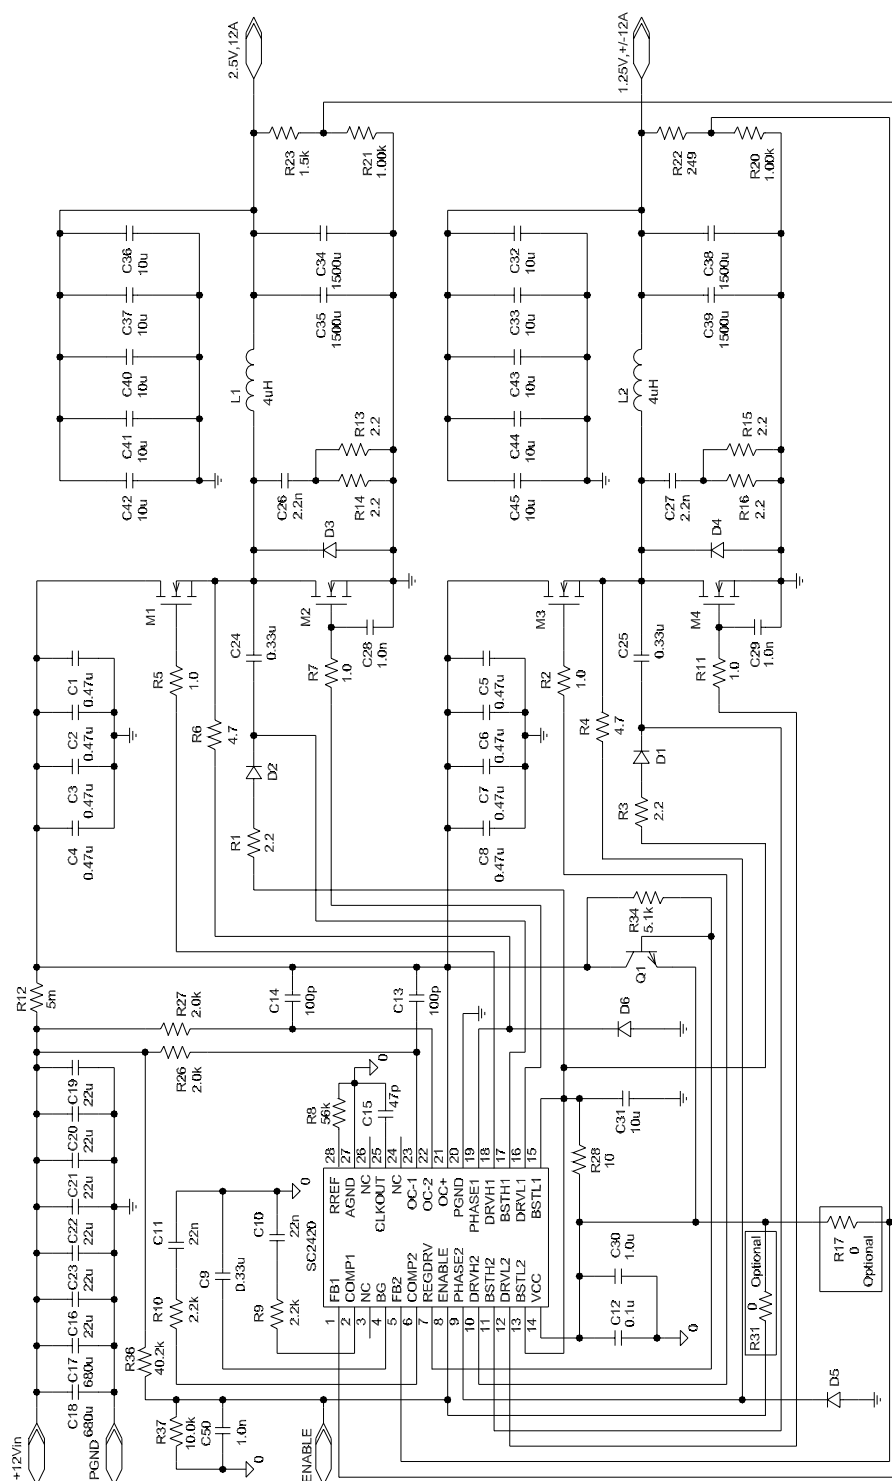 2.5V,12A
1.25V,+/-12A
R23
1.5k
R21
1.00k
R22
249
R20
1.00k
C36
10u
C34
1500u
C32
10u
C38
1500u
C37
10u
C35
1500u
C33
10u
C39
1500u
C40
10u
L1
4uH
C43
10u
L2
4uH
C41
10u
R13
2.2
C44
10u
R15
2.2
C42
10u
C26
2.2n
R14
2.2
C45
10u
C27
2.2n
R16
2.2
D3
D4
M1
M2
M3
M4
C1
0.47u
R5
1.0
C24
0.33u
R7
1.0
C28
1.0n
C5
0.47u
R2
1.0
C25
0.33u
R11
1.0
C29
1.0n
C2
0.47u
R6
4.7
C6
0.47u
R4
4.7
C3
0.47u
D2
C7
0.47u
D1
C4
0.47u
R1
2.2
C8
0.47u
R3
2.2
R34
5.1k
Q1
R12
5m
R27
2.0k
C14
100p
C13
100p
D6
R26
2.0k
0
C19
22u
R8
56k
C15
47p
C31
10u
C20
22u
C21
22u
C22
22u
C23
22u
C16
22u
C17
680u
C18
680u
28
27
26
25
24
23
22
21
20
19
18
17
16
15
RREF
AGND
NC
CLKOUT
NC
OC-1
OC-2
OC+
PGND
PHASE1
DRVH1
BSTH1
DRVL1
BSTL1
SC2420
FB1
COMP1
NC
BG
FB2
COMP2
REGDRV
ENABLE
PHASE2
DRVH2
BSTH2
DRVL2
BSTL2
VCC
1
2
3
4
5
6
7
8
9
10
11
12
13
14
R28
10
0
C11
22n
C10
22n
C9
0.33u
R10
2.2k
R9
2.2k
C30
1.0u
C12
0.1u
0
R17
0
Optional
R31
0
Optional
R36
40.2k
R37
10.0k
C50
1.0n
0
D5
+12Vin
PGND
ENABLE